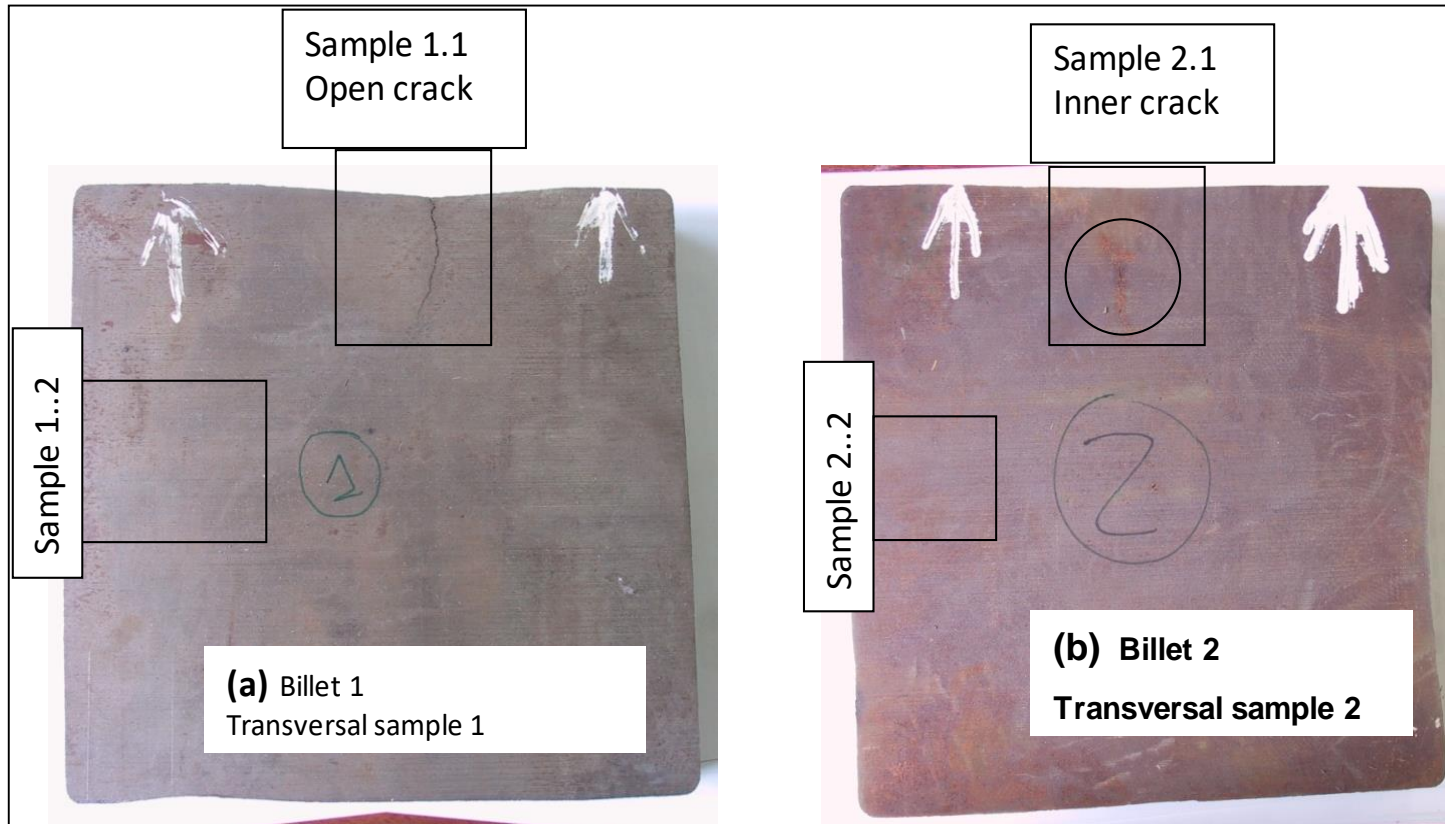 Sample 1.1
Open crack
Sample 2.1
Inner crack
Sample 1..2
Sample 2..2
1
2
(a) Billet 1
Transversal sample 1
(b) Billet 2
Transversal sample 2